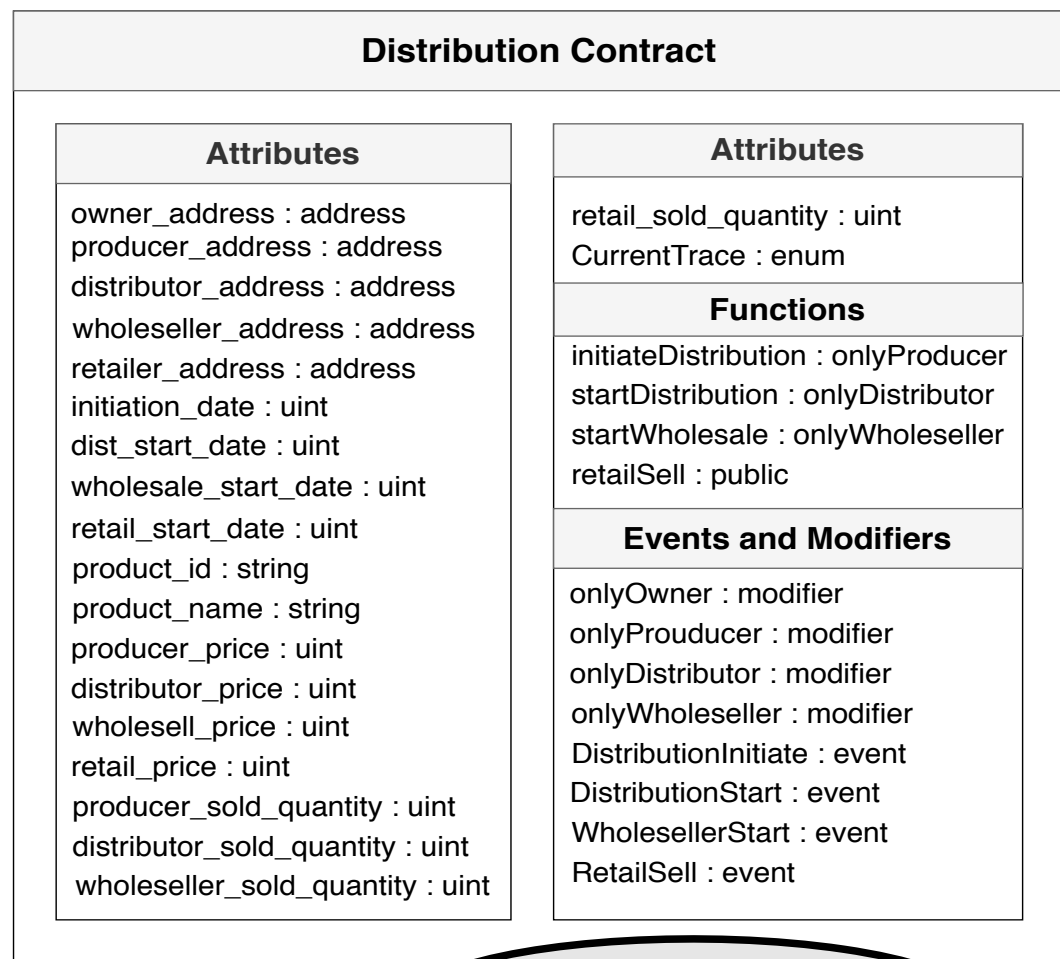 Distribution Contract
Attributes
owner_address : address
producer_address : address
distributor_address : address
wholeseller_address : address
retailer_address : address
initiation_date : uint
dist_start_date : uint
wholesale_start_date : uint
retail_start_date : uint
product_id : string
product_name : string
producer_price : uint
distributor_price : uint
wholesell_price : uint
retail_price : uint
producer_sold_quantity : uint
distributor_sold_quantity : uint
wholeseller_sold_quantity : uint
Attributes
retail_sold_quantity : uint
CurrentTrace : enum
Functions
initiateDistribution : onlyProducer
startDistribution : onlyDistributor
startWholesale : onlyWholeseller
retailSell : public
Events and Modifiers
onlyOwner : modifier
onlyProuducer : modifier
onlyDistributor : modifier
onlyWholeseller : modifier
DistributionInitiate : event
DistributionStart : event
WholesellerStart : event
RetailSell : event